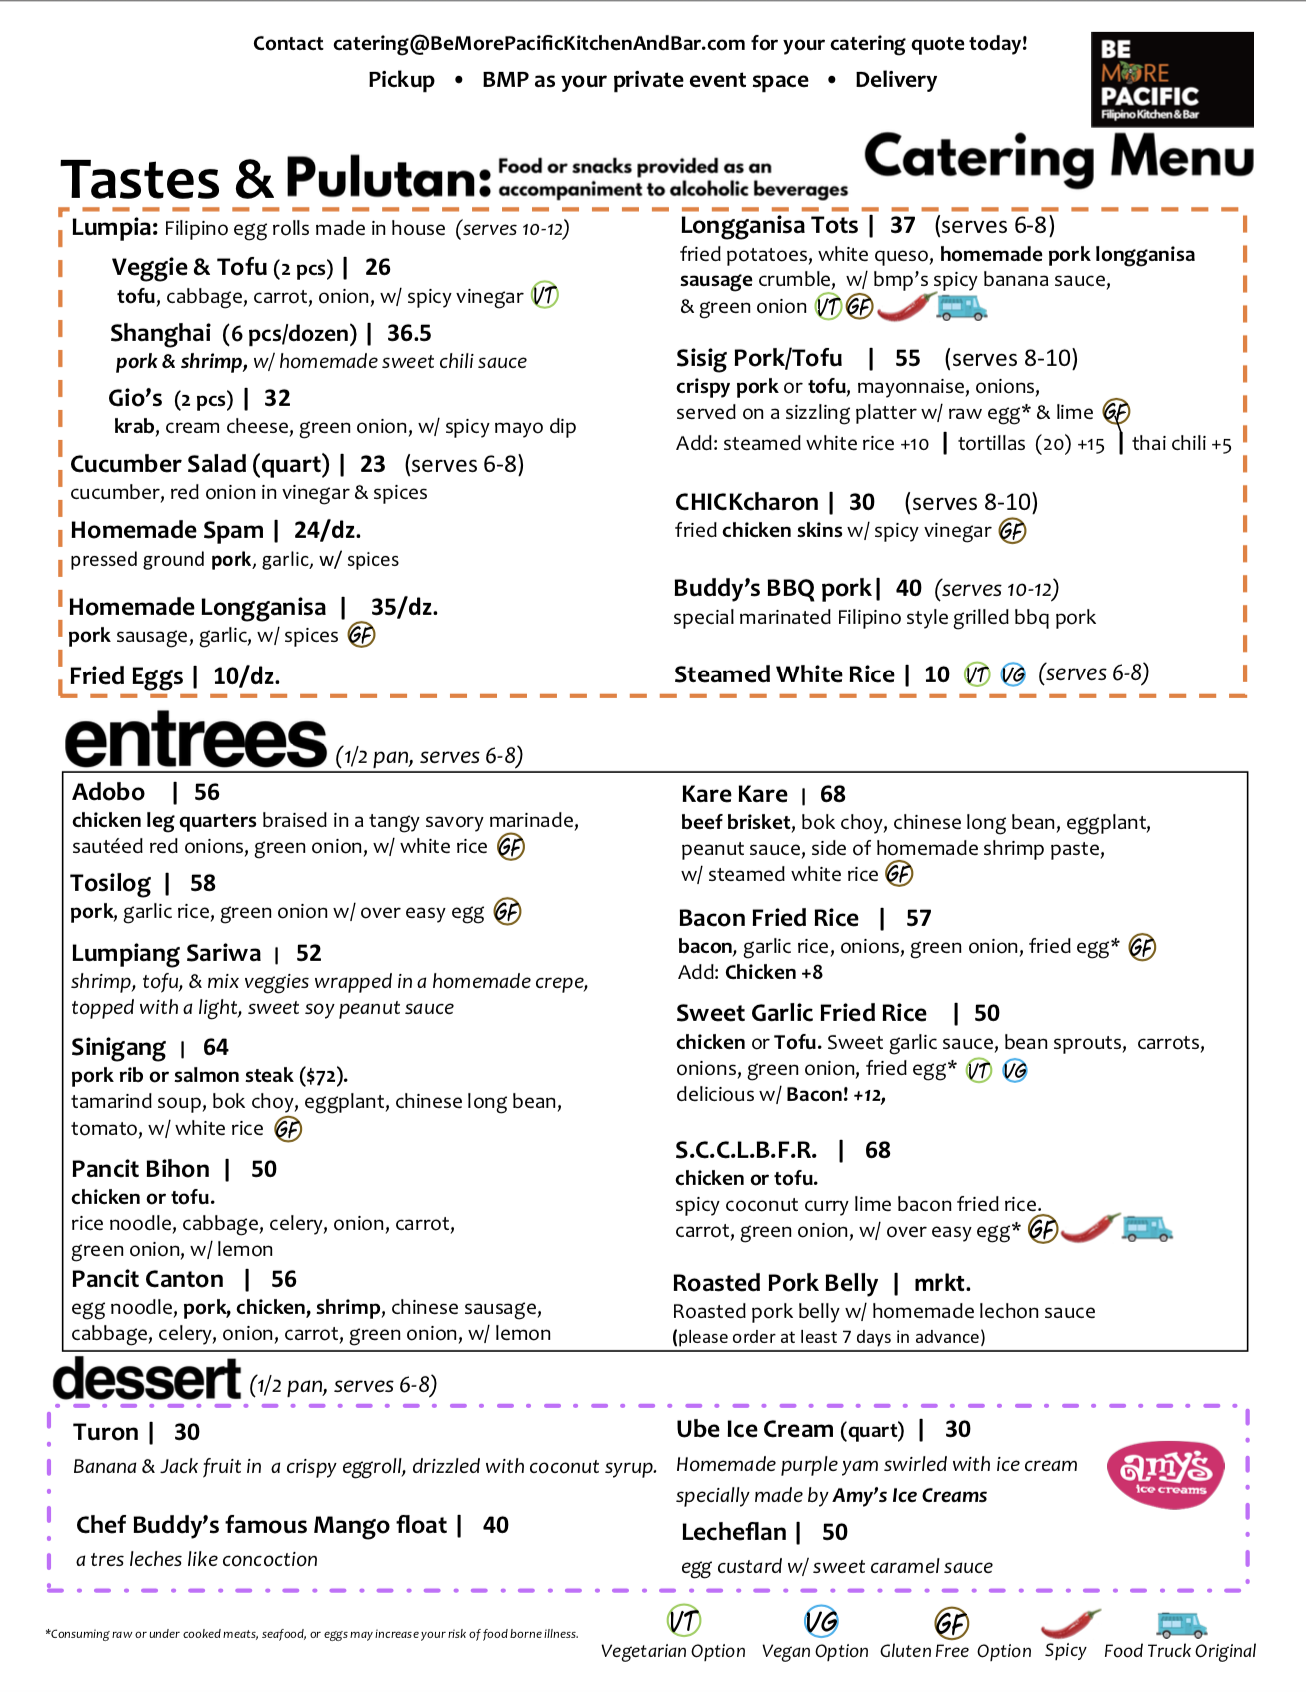 Contact catering@BeMorePacificKitchenAndBar.com for your catering quote today!
Pickup • BMP as your private event space • Delivery
BE
MORE
PACIFIC
Filipino Kitchen & Bar
Catering Menu
Tastes & Pulutan: Food or snacks provided as an
accompaniment to alcoholic beverages
Lumpia: Filipino egg rolls made in house (serves 10-12)
Veggie & Tofu (2 pcs) | 26
tofu, cabbage, carrot, onion, w/ spicy vinegar VT
Shanghai (6 pcs/dozen) | 36.5
pork & shrimp, w/ homemade sweet chili sauce
Gio's (2 pcs) | 32
krab, cream cheese, green onion, w/ spicy mayo dip
Cucumber Salad (quart) | 23 (serves 6-8)
cucumber, red onion in vinegar & spices
Homemade Spam | 24/dz.
pressed ground pork, garlic, w/ spices
Homemade Longganisa | 35/dz.
pork sausage, garlic, w/ spices GF
Fried Eggs | 10/dz.
Longganisa Tots | 37 (serves 6-8)
fried potatoes, white queso, homemade pork longganisa
sausage crumble, w/ bmp's spicy banana sauce,
& green onion VT GF
Sisig Pork/Tofu | 55 (serves 8-10)
crispy pork or tofu, mayonnaise, onions,
served on a sizzling platter w/ raw egg* & lime GF
Add: steamed white rice +10 | tortillas (20) +15 | thai chili +5
CHICKcharon | 30 (serves 8-10)
fried chicken skins w/ spicy vinegar GF
Buddy's BBQ pork| 40 (serves 10-12)
special marinated Filipino style grilled bbq pork
Steamed White Rice | 10 VT VG (serves 6-8)
entrees (1/2 pan, serves 6-8)
Adobo | 56
chicken leg quarters braised in a tangy savory marinade,
sautéed red onions, green onion, w/ white rice GF
Tosilog | 58
pork, garlic rice, green onion w/ over easy egg GF
Lumpiang Sariwa | 52
shrimp, tofu, & mix veggies wrapped in a homemade crepe,
topped with a light, sweet soy peanut sauce
Sinigang | 64
pork rib or salmon steak ($72).
tamarind soup, bok choy, eggplant, chinese long bean,
tomato, w/ white rice GF
Pancit Bihon | 50
chicken or tofu.
rice noodle, cabbage, celery, onion, carrot,
green onion, w/ lemon
Pancit Canton | 56
egg noodle, pork, chicken, shrimp, chinese sausage,
cabbage, celery, onion, carrot, green onion, w/ lemon
Kare Kare | 68
beef brisket, bok choy, chinese long bean, eggplant,
peanut sauce, side of homemade shrimp paste,
w/ steamed white rice GF
Bacon Fried Rice | 57
bacon, garlic rice, onions, green onion, fried egg* GF
Add: Chicken +8
Sweet Garlic Fried Rice | 50
chicken or Tofu. Sweet garlic sauce, bean sprouts, carrots,
onions, green onion, fried egg* VT VG
delicious w/ Bacon! +12,
S.C.C.L.B.F.R. | 68
chicken or tofu.
spicy coconut curry lime bacon fried rice.
carrot, green onion, w/ over easy egg* GF
Roasted Pork Belly | mrkt.
Roasted pork belly w/ homemade lechon sauce
(please order at least 7 days in advance)
dessert (1/2 pan, serves 6-8)
Turon | 30
Banana & Jack fruit in a crispy eggroll, drizzled with coconut syrup.
Chef Buddy's famous Mango float | 40
a tres leches like concoction
Ube Ice Cream (quart) | 30
Homemade purple yam swirled with ice cream
specially made by Amy's Ice Creams
amy's
ice creams
Lecheflan | 50
egg custard w/ sweet caramel sauce
*Consuming raw or under cooked meats, seafood, or eggs may increase your risk of food borne illness.
VT VG GF
Vegetarian Option Vegan Option Gluten Free Option Spicy Food Truck Original